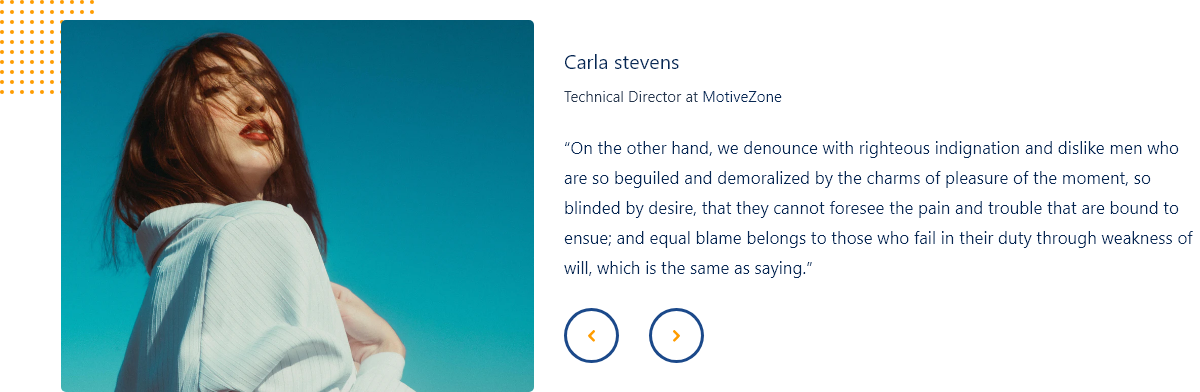 Carla stevens
Technical Director at MotiveZone
“On the other hand, we denounce with righteous indignation and dislike men who
are so beguiled and demoralized by the charms of pleasure of the moment, so
blinded by desire, that they cannot foresee the pain and trouble that are bound to
ensue; and equal blame belongs to those who fail in their duty through weakness of
will, which is the same as saying.”